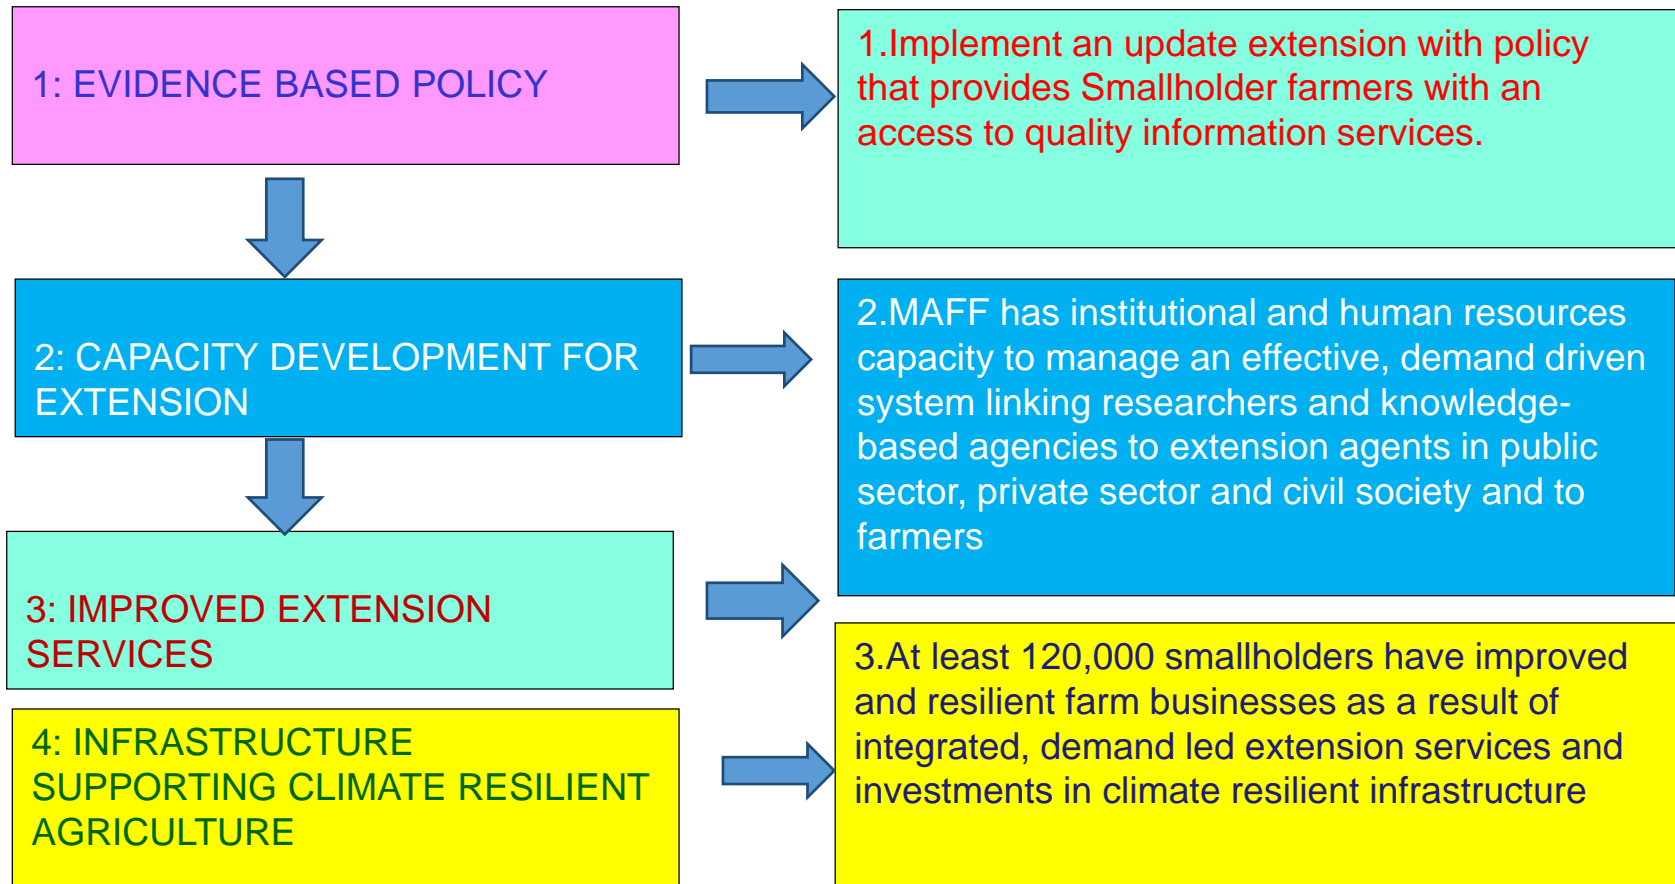 1: EVIDENCE BASED POLICY
1.Implement an update extension with policy
that provides Smallholder farmers with an
access to quality information services.
2: CAPACITY DEVELOPMENT FOR
EXTENSION
2.MAFF has institutional and human resources
capacity to manage an effective, demand driven
system linking researchers and knowledge-
based agencies to extension agents in public
sector, private sector and civil society and to
farmers
3: IMPROVED EXTENSION
SERVICES
4: INFRASTRUCTURE
SUPPORTING CLIMATE RESILIENT
AGRICULTURE
3.At least 120,000 smallholders have improved
and resilient farm businesses as a result of
integrated, demand led extension services and
investments in climate resilient infrastructure